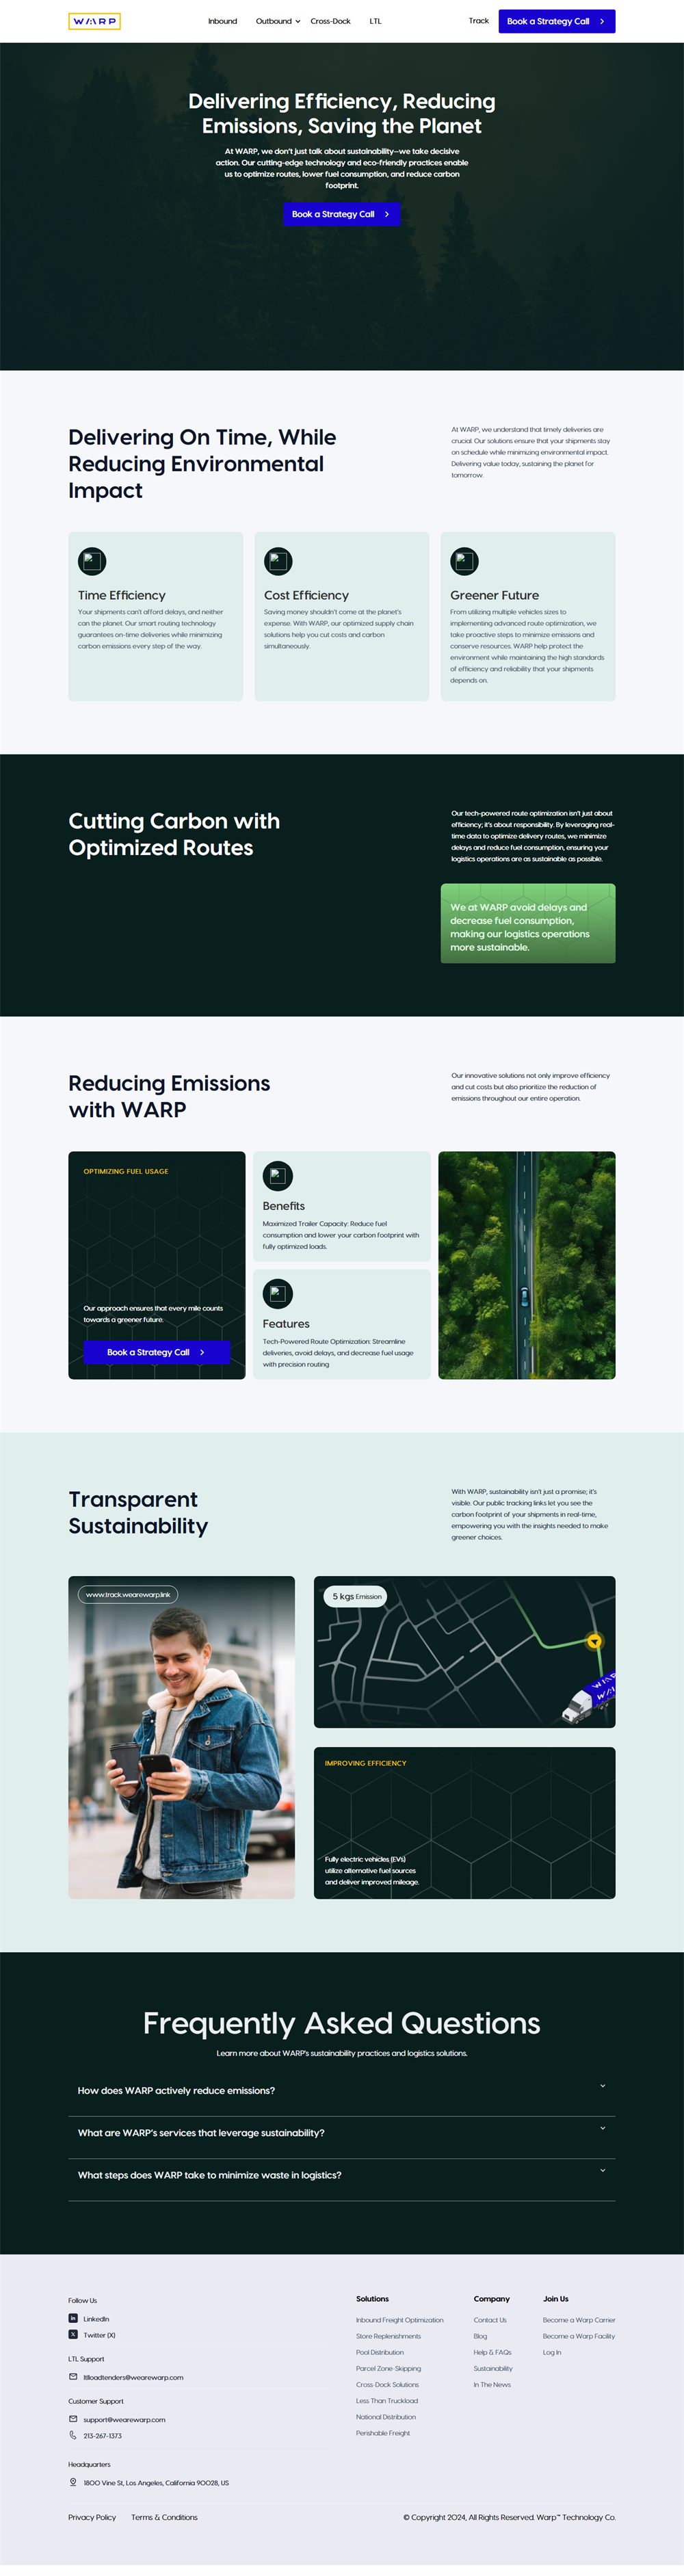 WARP
Inbound
Outbound
Cross-Dock
LTL
Track
Book a Strategy Call
Delivering Efficiency, Reducing
Emissions, Saving the Planet
At WARP, we don't just talk about sustainability—we take decisive
action. Our cutting-edge technology and eco-friendly practices enable
us to optimize routes, lower fuel consumption, and reduce carbon
footprint.
Book a Strategy Call
Delivering On Time, While
Reducing Environmental
Impact
At WARP, we understand that timely deliveries are
crucial. Our solutions ensure that your shipments stay
on schedule while minimizing environmental impact.
Delivering value today, sustaining the planet for
tomorrow.
Time Efficiency
Your shipments can't afford delays, and neither
can the planet. Our smart routing technology
guarantees on-time deliveries while minimizing
carbon emissions every step of the way.
Cost Efficiency
Saving money shouldn't come at the planet's
expense. With WARP, our optimized supply chain
solutions help you cut costs and carbon
simultaneously.
Greener Future
From utilizing multiple vehicles sizes to
implementing advanced route optimization, we
take proactive steps to minimize emissions and
conserve resources. WARP help protect the
environment while maintaining the high standards
of efficiency and reliability that your shipments
depends on.
Cutting Carbon with
Optimized Routes
Our tech-powered route optimization isn't just about
efficiency; it's about responsibility. By leveraging real-
time data to optimize delivery routes, we minimize
delays and reduce fuel consumption, ensuring your
logistics operations are as sustainable as possible.
We at WARP avoid delays and
decrease fuel consumption,
making our logistics operations
more sustainable.
Reducing Emissions
with WARP
Our innovative solutions not only improve efficiency
and cut costs but also prioritize the reduction of
emissions throughout our entire operation.
OPTIMIZING FUEL USAGE
Our approach ensures that every mile counts
towards a greener future.
Book a Strategy Call
Benefits
Maximized Trailer Capacity: Reduce fuel
consumption and lower your carbon footprint with
fully optimized loads.
Features
Tech-Powered Route Optimization: Streamline
deliveries, avoid delays, and decrease fuel usage
with precision routing
Transparent
Sustainability
With WARP, sustainability isn't just a promise; it's
visible. Our public tracking links let you see the
carbon footprint of your shipments in real-time,
empowering you with the insights needed to make
greener choices.
www.track.wearewarp.link
5 kgs Emission
IMPROVING EFFICIENCY
Fully electric vehicles (EVs)
utilize alternative fuel sources
and deliver improved mileage.
Frequently Asked Questions
Learn more about WARP's sustainability practices and logistics solutions.
How does WARP actively reduce emissions?
What are WARP's services that leverage sustainability?
What steps does WARP take to minimize waste in logistics?
Follow Us
LinkedIn
Twitter (X)
LTL Support
ltlloadtenders@wearewarp.com
Customer Support
support@wearewarp.com
213-267-1373
Headquarters
1800 Vine St, Los Angeles, California 90028, US
Solutions
Inbound Freight Optimization
Store Replenishments
Pool Distribution
Parcel Zone-Skipping
Cross-Dock Solutions
Less Than Truckload
National Distribution
Perishable Freight
Company
Contact Us
Blog
Help & FAQs
Sustainability
In The News
Join Us
Become a Warp Carrier
Become a Warp Facility
Log In
Privacy Policy
Terms & Conditions
© Copyright 2024, All Rights Reserved. Warp™ Technology Co.